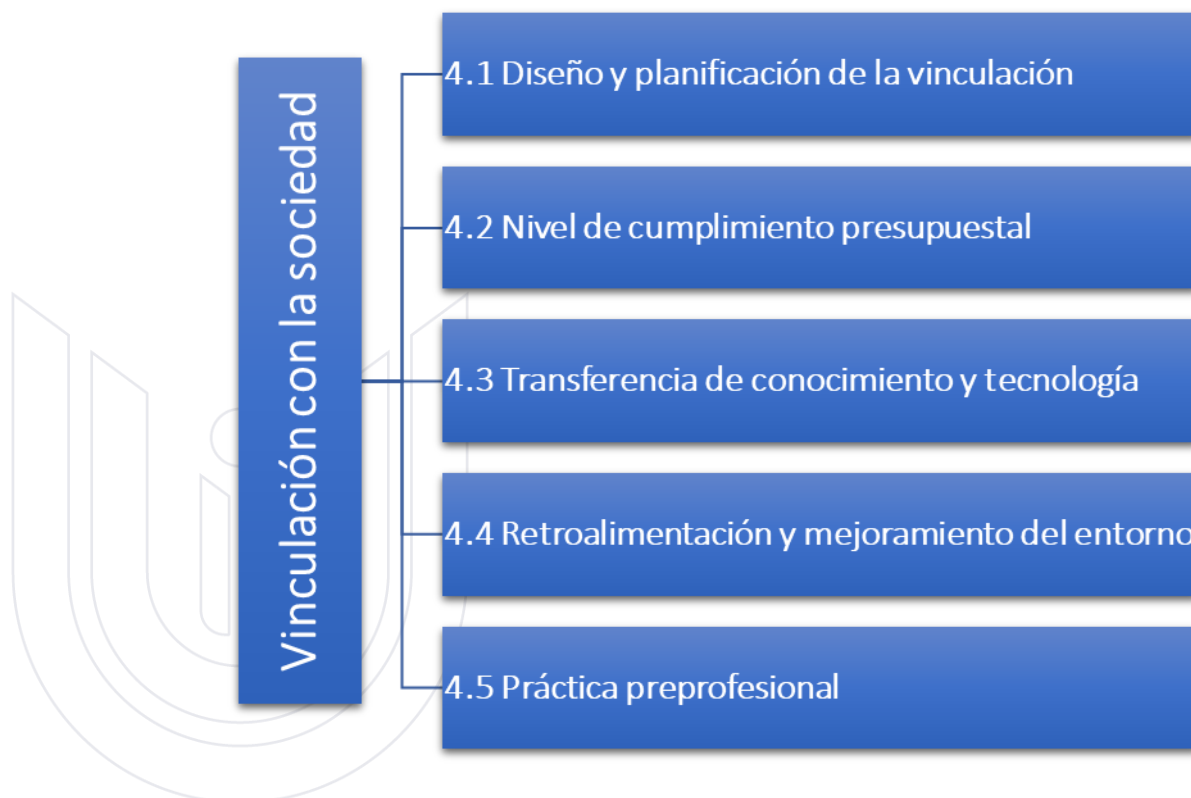 Vinculación con la sociedad
4.1 Diseño y planificación de la vinculación
4.2 Nivel de cumplimiento presupuestal
4.3 Transferencia de conocimiento y tecnología
4.4 Retroalimentación y mejoramiento del entorno
4.5 Práctica preprofesional